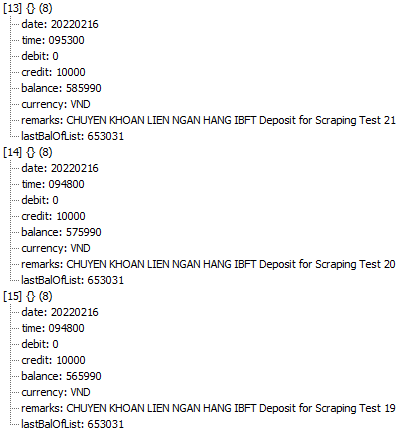 [13] {} (8)
date: 20220216
time: 095300
debit: 0
credit: 10000
balance: 585990
currency: VND
remarks: CHUYEN KHOAN LIEN NGAN HANG IBFT Deposit for Scraping Test 21
lastBalOfList: 653031
[14] {} (8)
date: 20220216
time: 094800
debit: 0
credit: 10000
balance: 575990
currency: VND
remarks: CHUYEN KHOAN LIEN NGAN HANG IBFT Deposit for Scraping Test 20
lastBalOfList: 653031
[15] {} (8)
date: 20220216
time: 094800
debit: 0
credit: 10000
balance: 565990
currency: VND
remarks: CHUYEN KHOAN LIEN NGAN HANG IBFT Deposit for Scraping Test 19
lastBalOfList: 653031